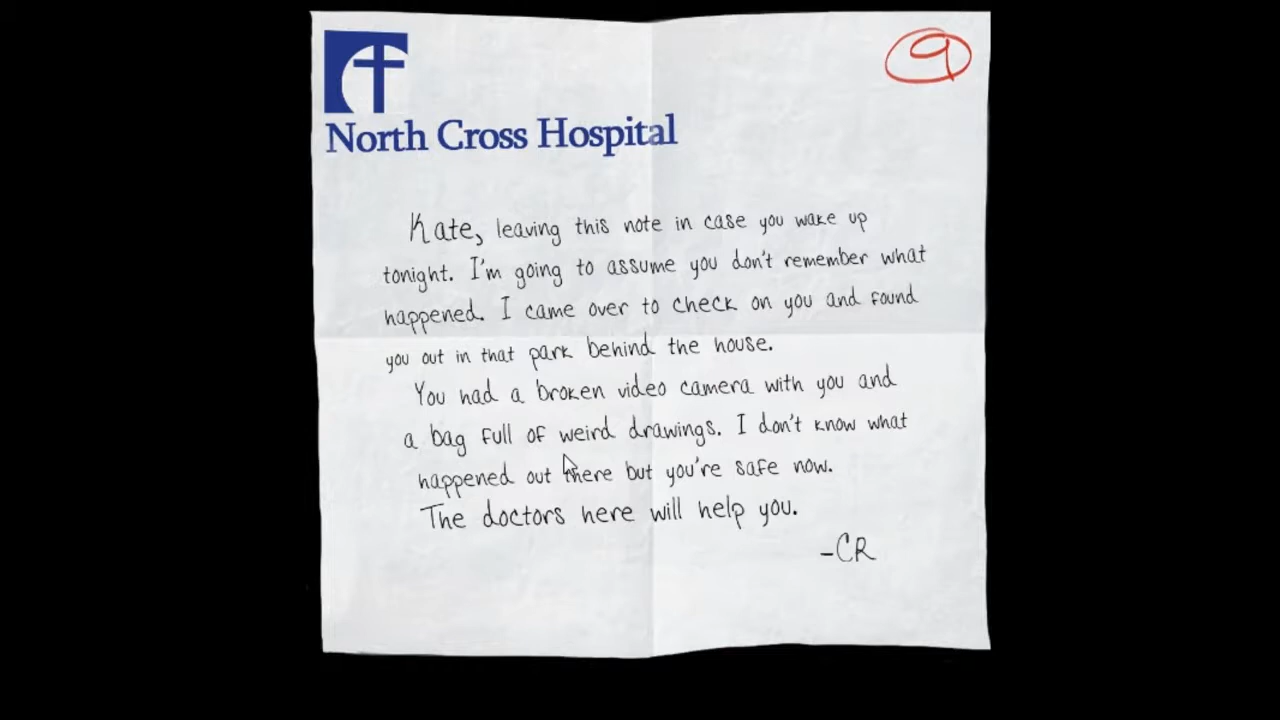 9
North Cross Hospital
Kate, leaving this note in case you wake up
tonight. I'm going to assume you don't remember what
happened. I came over to check on you and found
you out in that park behind the house.
You had a broken video camera with you and
a bag full of weird drawings. I don't know what
happened out there but you're safe now.
The doctors here will help you.
-CR